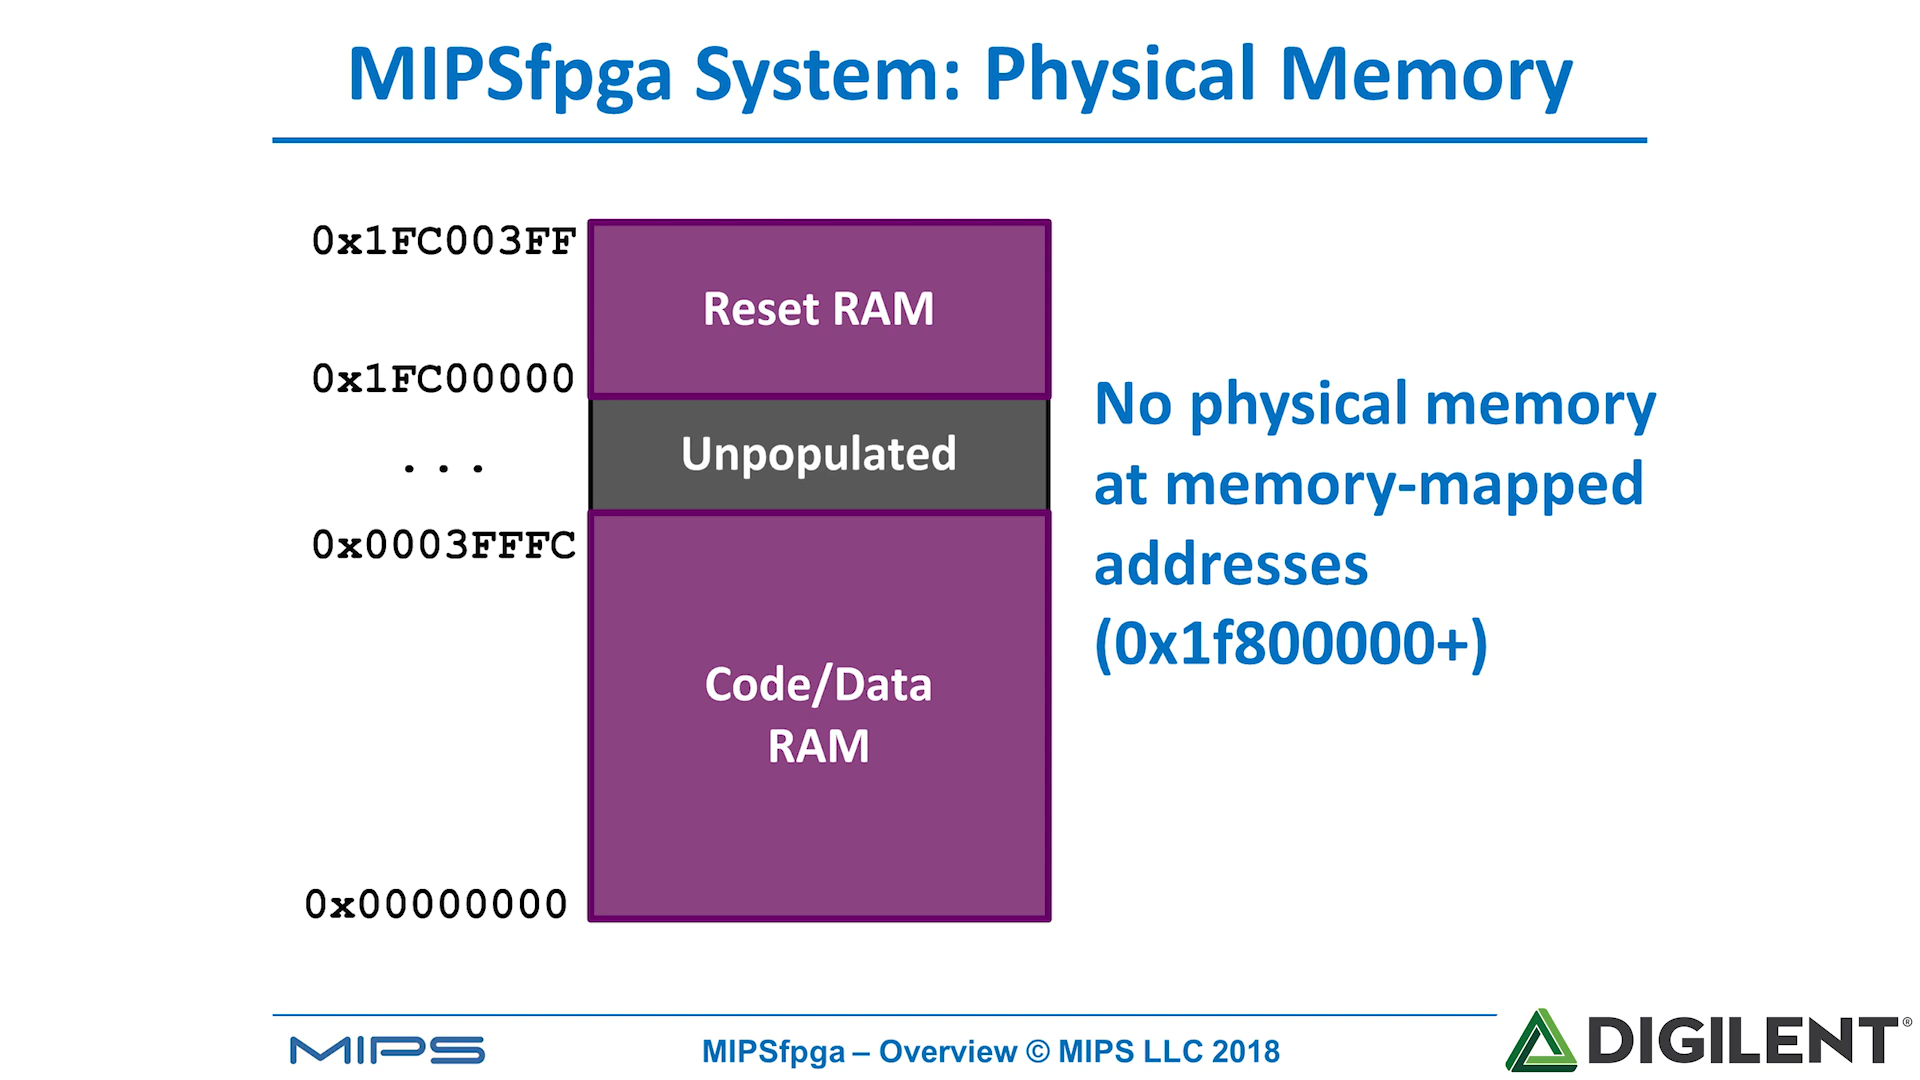 MIPSfpga System: Physical Memory
0x1FC003FF
Reset RAM
0x1FC00000
...
Unpopulated
0x0003FFFC
Code/Data
RAM
0x00000000
No physical memory
at memory-mapped
addresses
(0x1f800000+)
MIPS
MIPSfpga – Overview © MIPS LLC 2018
DIGILENT®